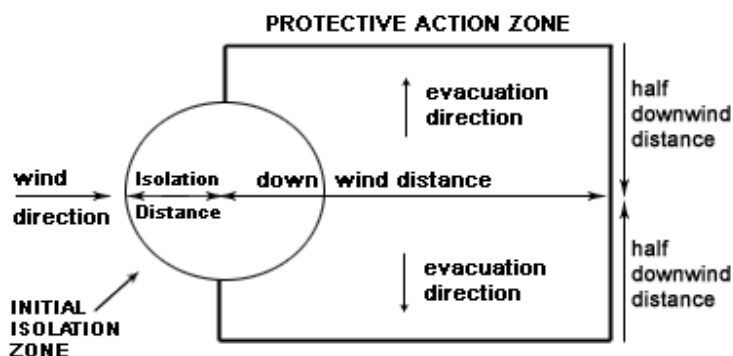 PROTECTIVE ACTION ZONE
half
downwind
distance
evacuation
direction
wind
direction
Isolation
Distance
down wind distance
evacuation
direction
half
downwind
distance
INITIAL
ISOLATION
ZONE